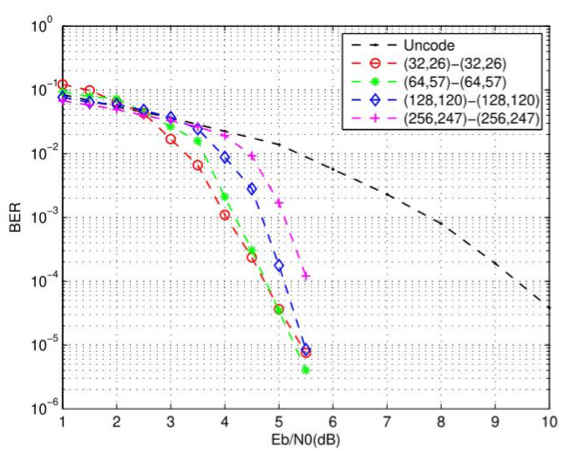 10^0
10^-1
10^-2
10^-3
10^-4
10^-5
10^-6
BER
Uncode
(32,26)−(32,26)
(64,57)−(64,57)
(128,120)−(128,120)
(256,247)−(256,247)
1 2 3 4 5 6 7 8 9 10
Eb/N0(dB)